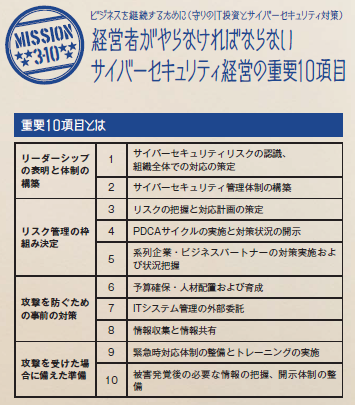 MISSION
3-10
ビジネスを継続するために(守りのIT投資とサイバーセキュリティ対策)
経営者がやらなければならない
サイバーセキュリティ経営の重要10項目
重要10項目とは
リーダーシップ
の表明と体制の
構築
1
サイバーセキュリティリスクの認識、
組織全体での対応の策定
2
サイバーセキュリティ管理体制の構築
リスク管理の枠
組み決定
3
リスクの把握と対応計画の策定
4
PDCAサイクルの実施と対策状況の開示
5
系列企業・ビジネスパートナーの対策実施およ
び状況把握
攻撃を防ぐため
の事前の対策
6
予算確保・人材配置および育成
7
ITシステム管理の外部委託
8
情報収集と情報共有
攻撃を受けた場
合に備えた準備
9
緊急時対応体制の整備とトレーニングの実施
10
被害発覚後の必要な情報の把握、開示体制の整
備